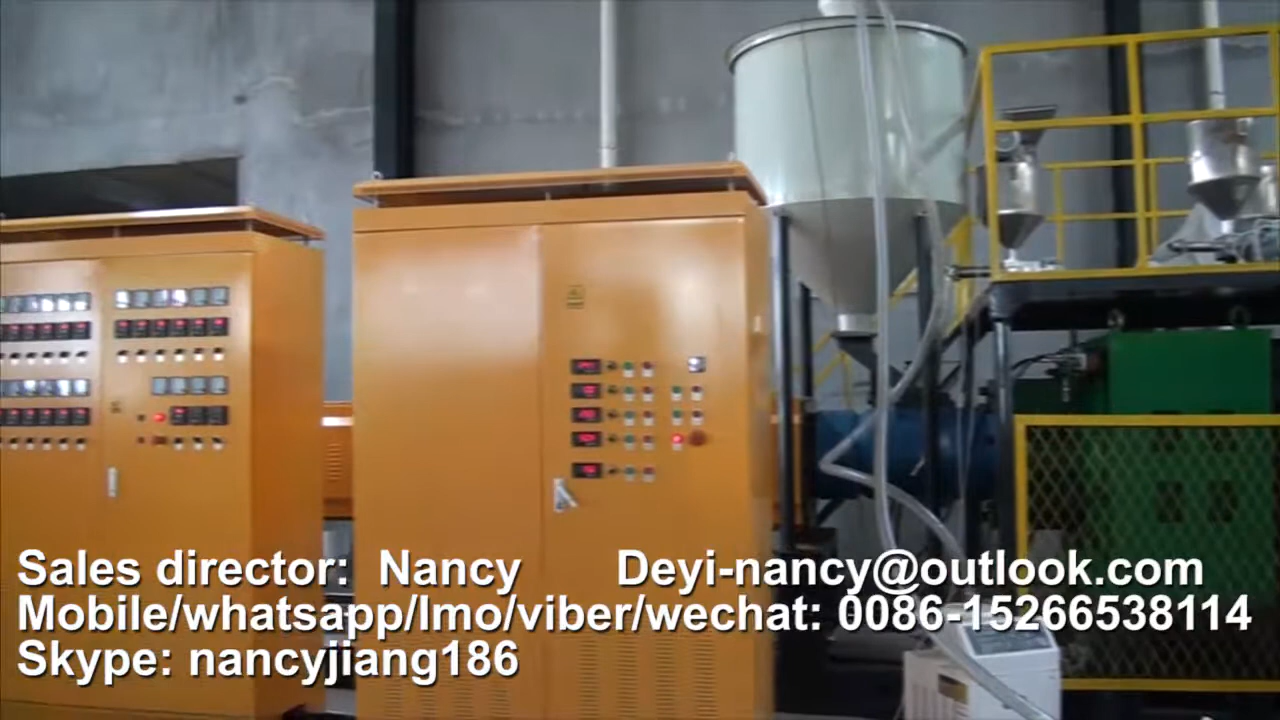 Sales director: Nancy Deyi-nancy@outlook.com
Mobile/whatsapp/Imo/viber/wechat: 0086-15266538114
Skype: nancyjiang186